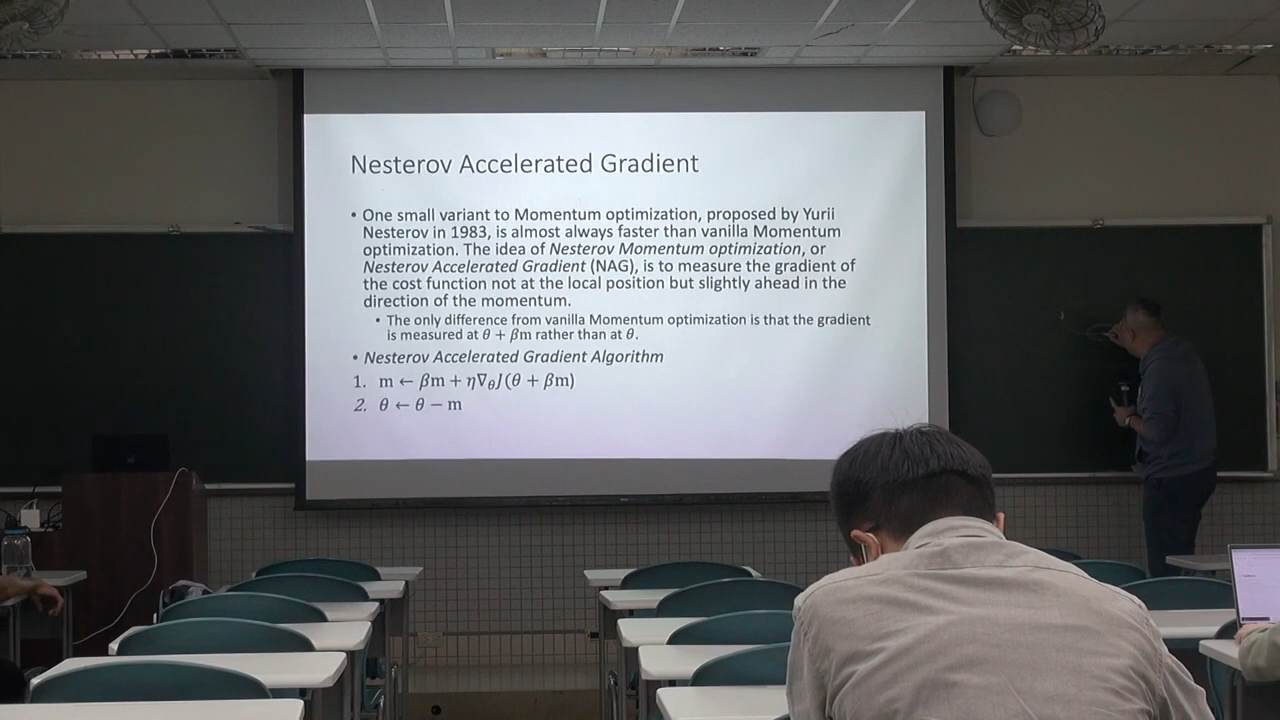 Nesterov Accelerated Gradient
• One small variant to Momentum optimization, proposed by Yurii
Nesterov in 1983, is almost always faster than vanilla Momentum
optimization. The idea of Nesterov Momentum optimization, or
Nesterov Accelerated Gradient (NAG), is to measure the gradient of
the cost function not at the local position but slightly ahead in the
direction of the momentum.
• The only difference from vanilla Momentum optimization is that the gradient
is measured at θ + βm rather than at θ.
• Nesterov Accelerated Gradient Algorithm
1. m ← βm + η∇θJ(θ + βm)
2. θ ← θ − m